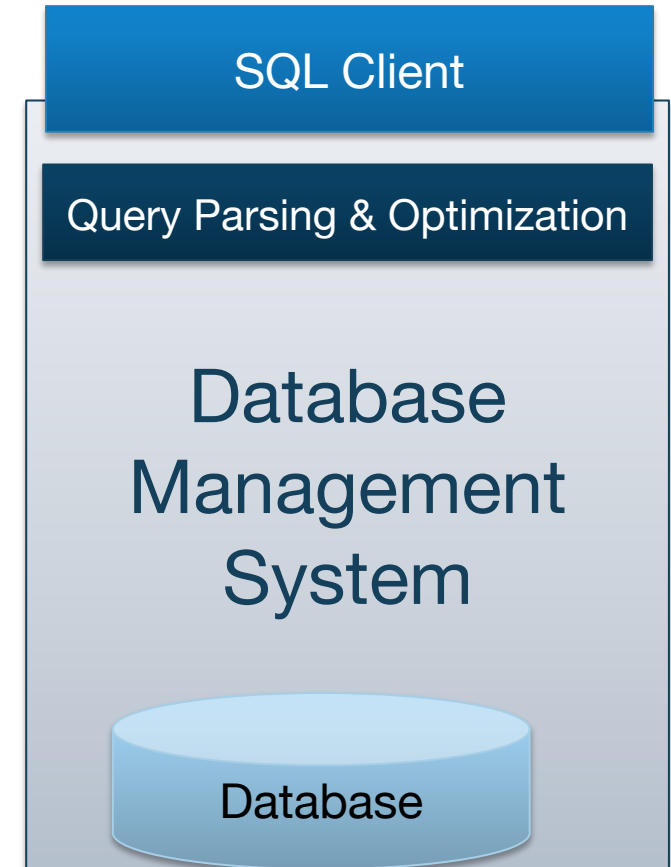 SQL Client
Query Parsing & Optimization
Database
Management
System
Database